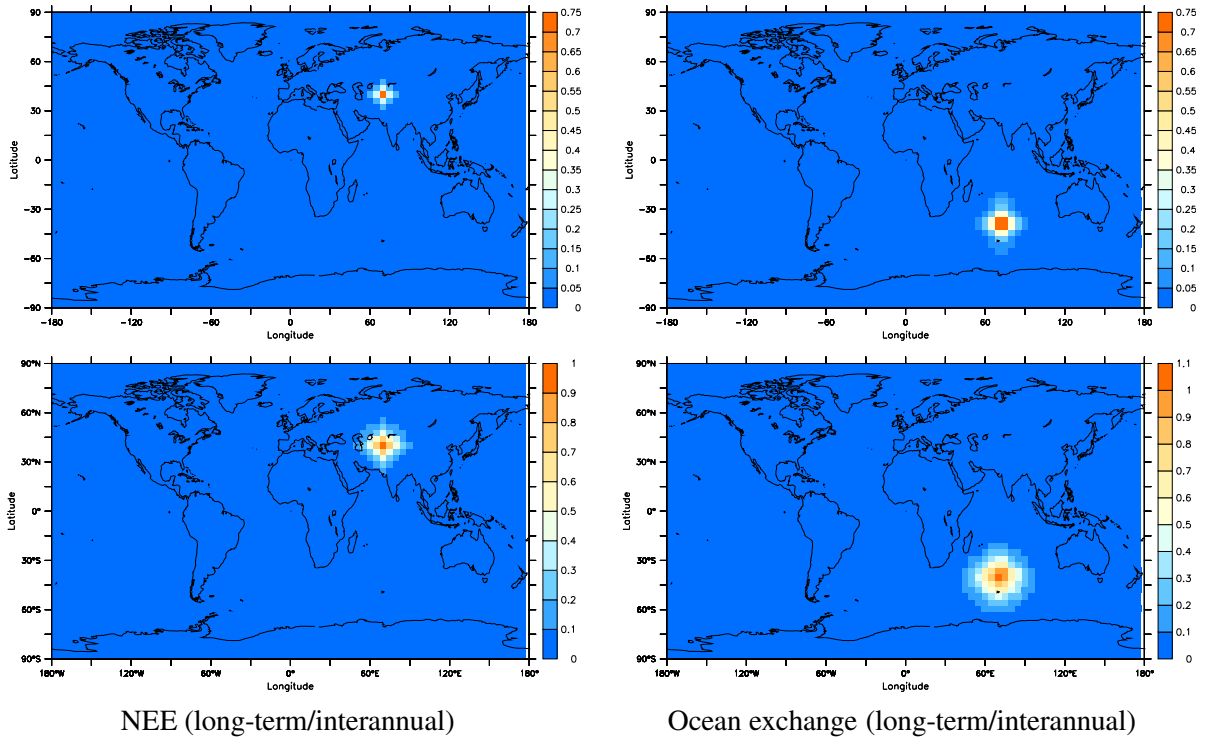 90
60
30
0
−30
−60
−90
Latitude
−180
−120
−60
0
60
120
180
Longitude
0.75
0.7
0.65
0.6
0.55
0.5
0.45
0.4
0.35
0.3
0.25
0.2
0.15
0.1
0.05
0
90
60
30
0
−30
−60
−90
Latitude
−180
−120
−60
0
60
120
180
Longitude
0.75
0.7
0.65
0.6
0.55
0.5
0.45
0.4
0.35
0.3
0.25
0.2
0.15
0.1
0.05
0
90°N
60°N
30°N
0°
30°S
60°S
90°S
Latitude
180°W
120°W
60°W
0°
60°E
120°E
180°
Longitude
1
0.9
0.8
0.7
0.6
0.5
0.4
0.3
0.2
0.1
0
90°N
60°N
30°N
0°
30°S
60°S
90°S
Latitude
180°W
120°W
60°W
0°
60°E
120°E
180°
Longitude
1.1
1
0.9
0.8
0.7
0.6
0.5
0.4
0.3
0.2
0.1
0
NEE (long-term/interannual)
Ocean exchange (long-term/interannual)